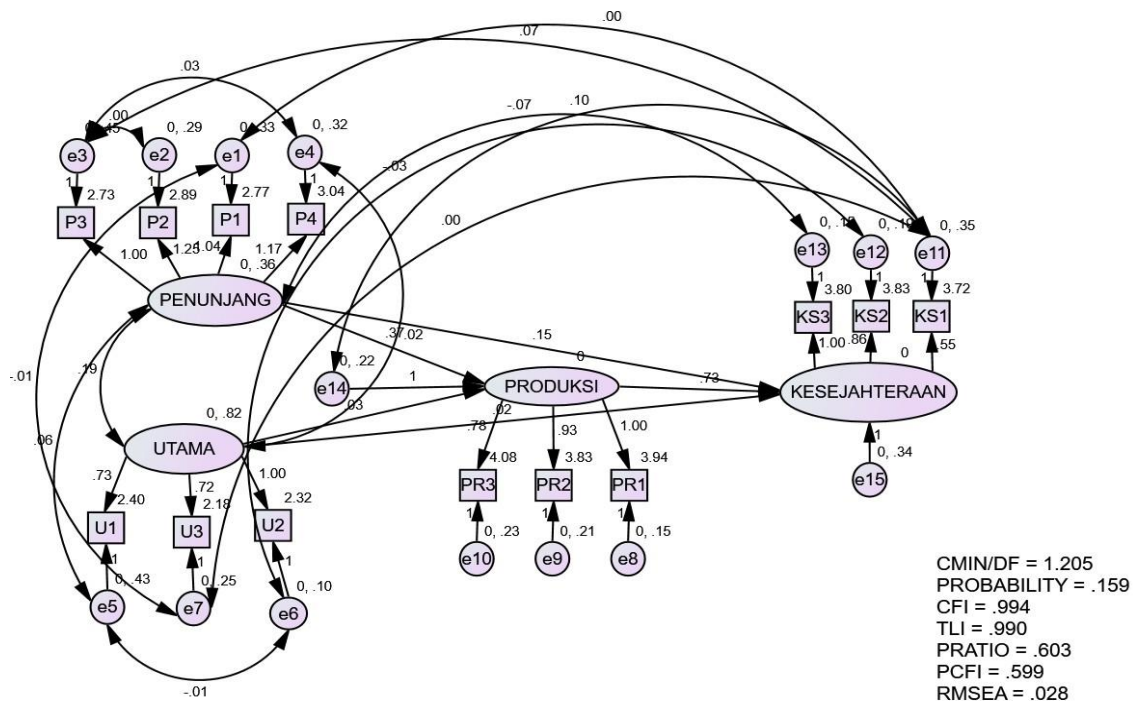 .00
.07
.03
-.07
.10
.00
0, .29
0, .32
e3
e2
e1
e4
-.03
1
2.73
1
2.89
1
2.77
1
3.04
.00
P3
P2
P1
P4
0, .35
e13
e12
e11
1.00
1.25
1.04
1.17
0, .36
1
3.80
1
3.83
1
3.72
PENUNJANG
KS3
KS2
KS1
1.00
.86
.55
.37
.02
.15
0
0
-.01
.19
0, .22
e14
1
PRODUKSI
.73
KESEJAHTERAAN
.03
.02
0, .82
.06
UTAMA
.78
.93
1.00
1
0, .34
e15
.73
.72
1.00
4.08
3.83
3.94
2.40
2.18
2.32
PR3
PR2
PR1
U1
U3
U2
1
0, .23
1
0, .21
1
0, .15
1
1
1
e10
e9
e8
0, .43
0, .25
0, .10
e5
e7
e6
-.01
CMIN/DF = 1.205
PROBABILITY = .159
CFI = .994
TLI = .990
PRATIO = .603
PCFI = .599
RMSEA = .028